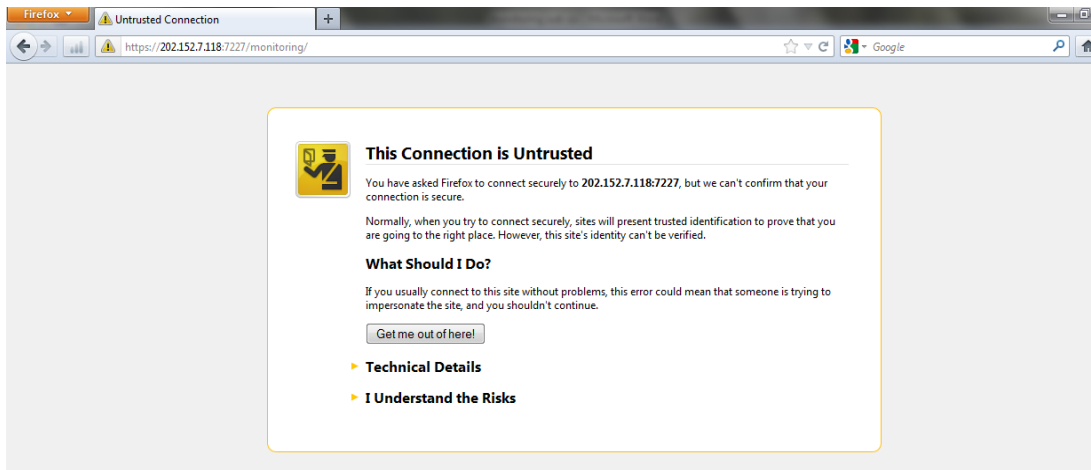 Firefox
Untrusted Connection
https://202.152.7.118:7227/monitoring/
Google
This Connection is Untrusted
You have asked Firefox to connect securely to 202.152.7.118:7227, but we can't confirm that your
connection is secure.
Normally, when you try to connect securely, sites will present trusted identification to prove that you
are going to the right place. However, this site's identity can't be verified.
What Should I Do?
If you usually connect to this site without problems, this error could mean that someone is trying to
impersonate the site, and you shouldn't continue.
Get me out of here!
Technical Details
I Understand the Risks